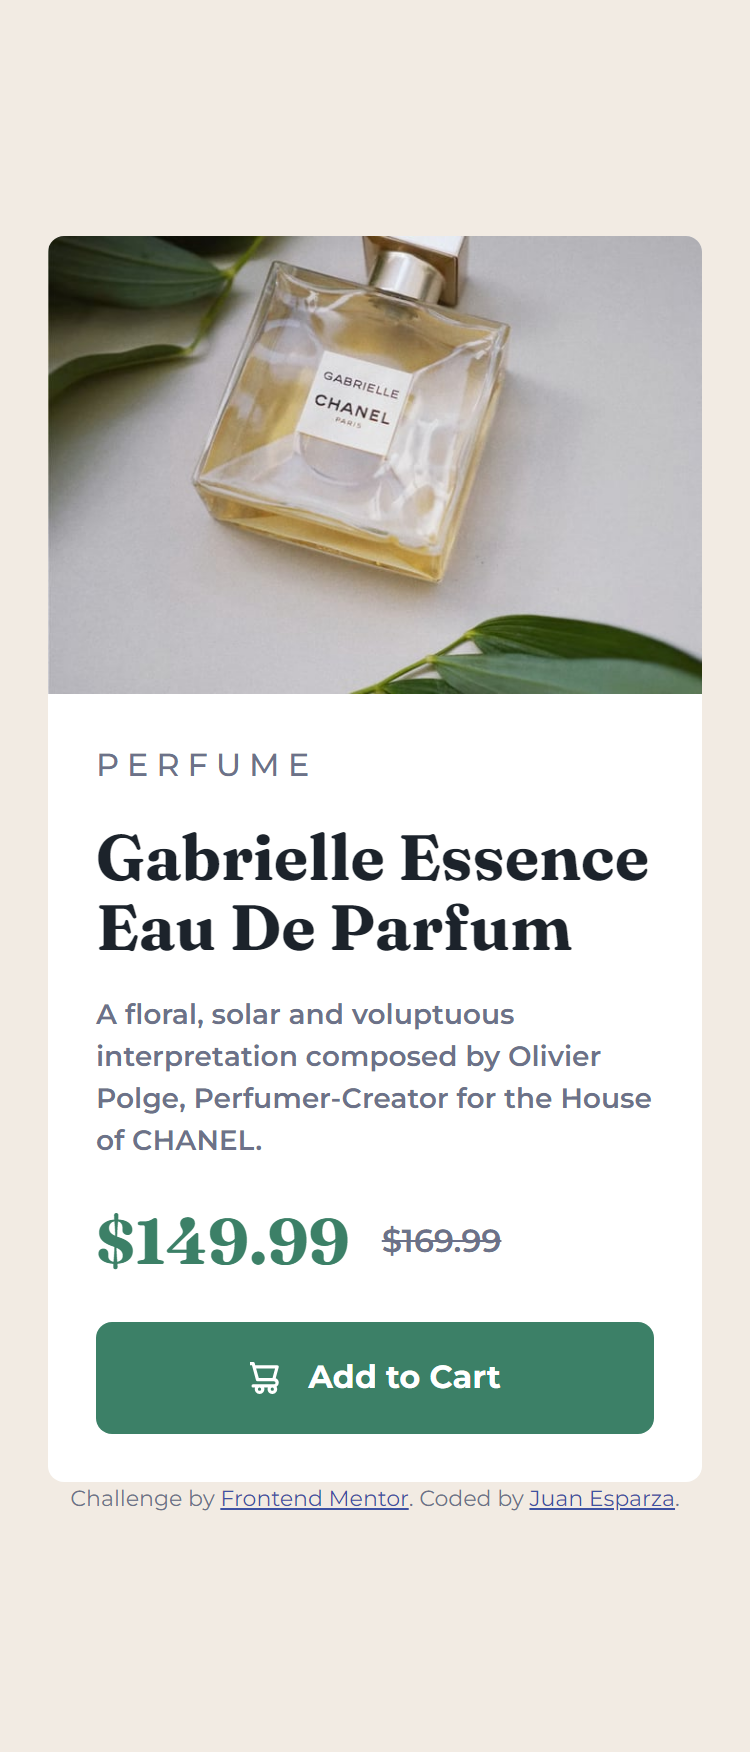 GABRIELLE
CHANEL
PARIS
PERFUME
Gabrielle Essence
Eau De Parfum
A floral, solar and voluptuous
interpretation composed by Olivier
Polge, Perfumer-Creator for the House
of CHANEL.
$149.99 $169.99
Add to Cart
Challenge by Frontend Mentor. Coded by Juan Esparza.